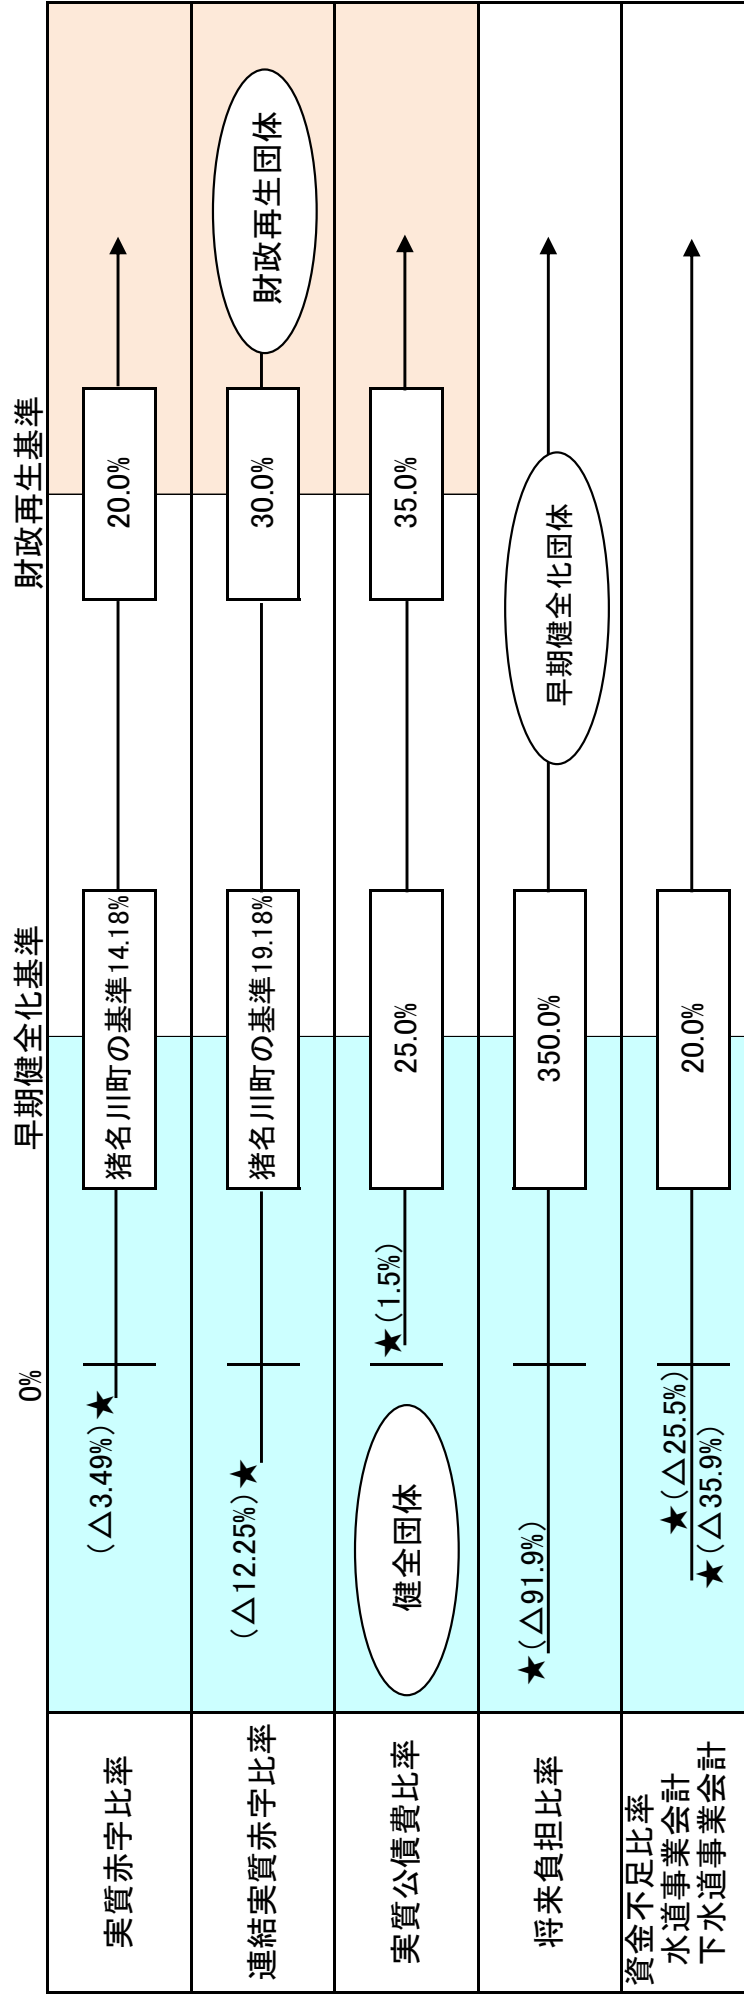 0%
早期健全化基準
財政再生基準
実質赤字比率
(△3.49%)★
猪名川町の基準14.18%
20.0%
連結実質赤字比率
(△12.25%)★
猪名川町の基準19.18%
30.0%
財政再生団体
実質公債費比率
健全団体
★(1.5%)
25.0%
35.0%
将来負担比率
★(△91.9%)
350.0%
早期健全化団体
資金不足比率
水道事業会計
下水道事業会計
★(△25.5%)
★(△35.9%)
20.0%